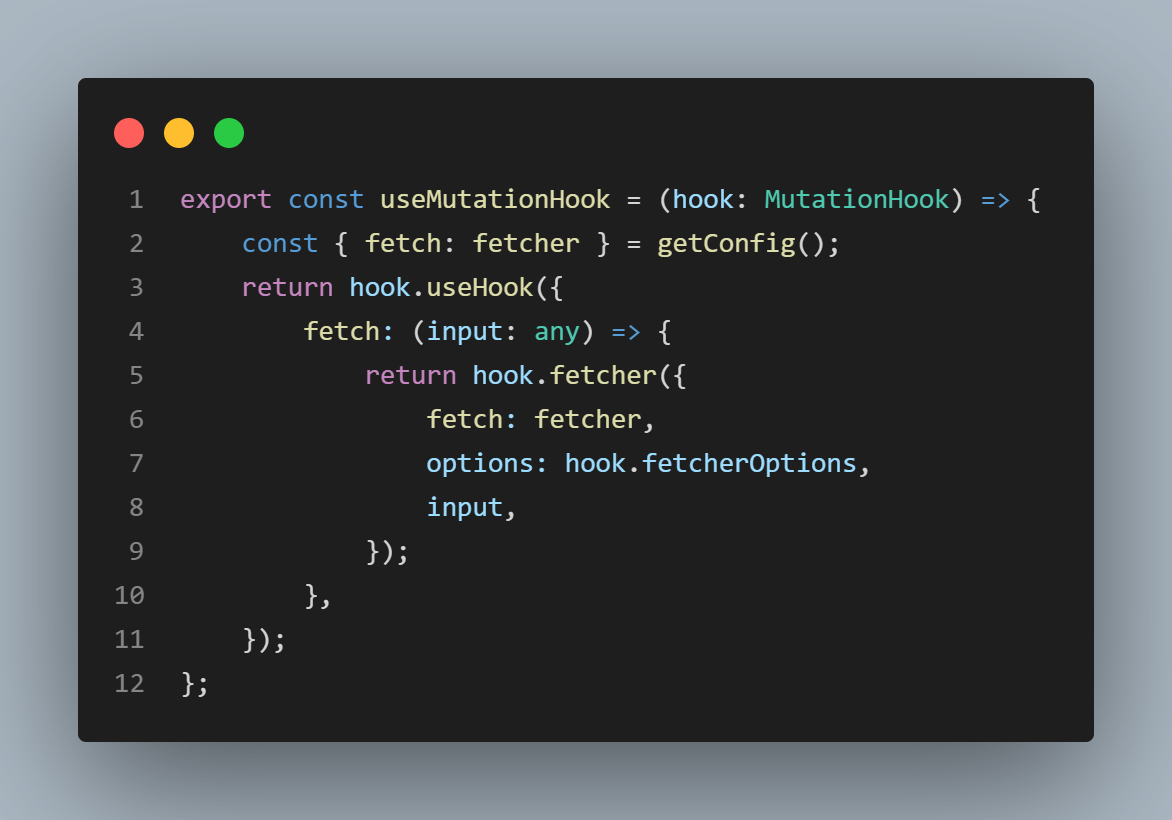 1 export const useMutationHook = (hook: MutationHook) => {
2     const { fetch: fetcher } = getConfig();
3     return hook.useHook({
4         fetch: (input: any) => {
5             return hook.fetcher({
6                 fetch: fetcher,
7                 options: hook.fetcherOptions,
8                 input,
9             });
10         },
11     });
12 };